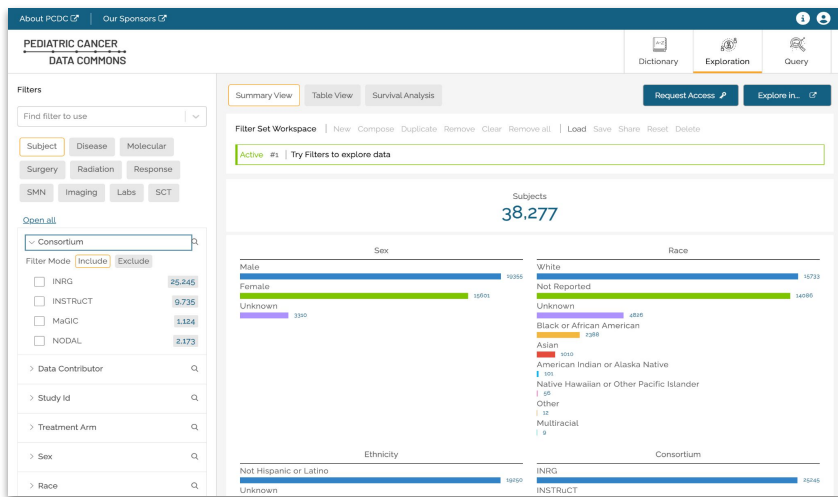 About PCDC
Our Sponsors
PEDIATRIC CANCER
DATA COMMONS
Dictionary
Exploration
Query
Filters
Find filter to use
Subject Disease Molecular
Surgery Radiation Response
SMN Imaging Labs SCT
Open all
Consortium
Filter Mode Include Exclude
INRG 25,245
INSTRuCT 9,735
MaGIC 1,124
NODAL 2,173
Data Contributor
Study Id
Treatment Arm
Sex
Race
Summary View Table View Survival Analysis
Request Access Explore in...
Filter Set Workspace New Compose Duplicate Remove Clear Remove all Load Save Share Reset Delete
Active #1 Try Filters to explore data
Subjects
38,277
Sex
Male
19355
Female
15601
Unknown
3310
Race
White
15733
Not Reported
14086
Unknown
4826
Black or African American
2388
Asian
1010
American Indian or Alaska Native
101
Native Hawaiian or Other Pacific Islander
56
Other
12
Multiracial
9
Ethnicity
Not Hispanic or Latino
19250
Unknown
Consortium
INRG
25245
INSTRuCT